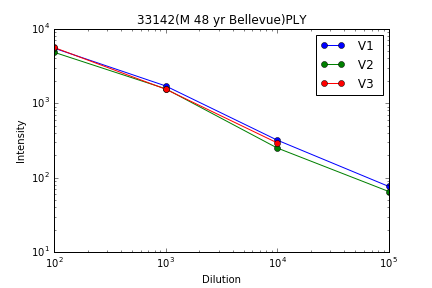 33142(M 48 yr Bellevue)PLY
V1
V2
V3
Intensity
10^4
10^3
10^2
10^1
10^2 10^3 10^4 10^5
Dilution